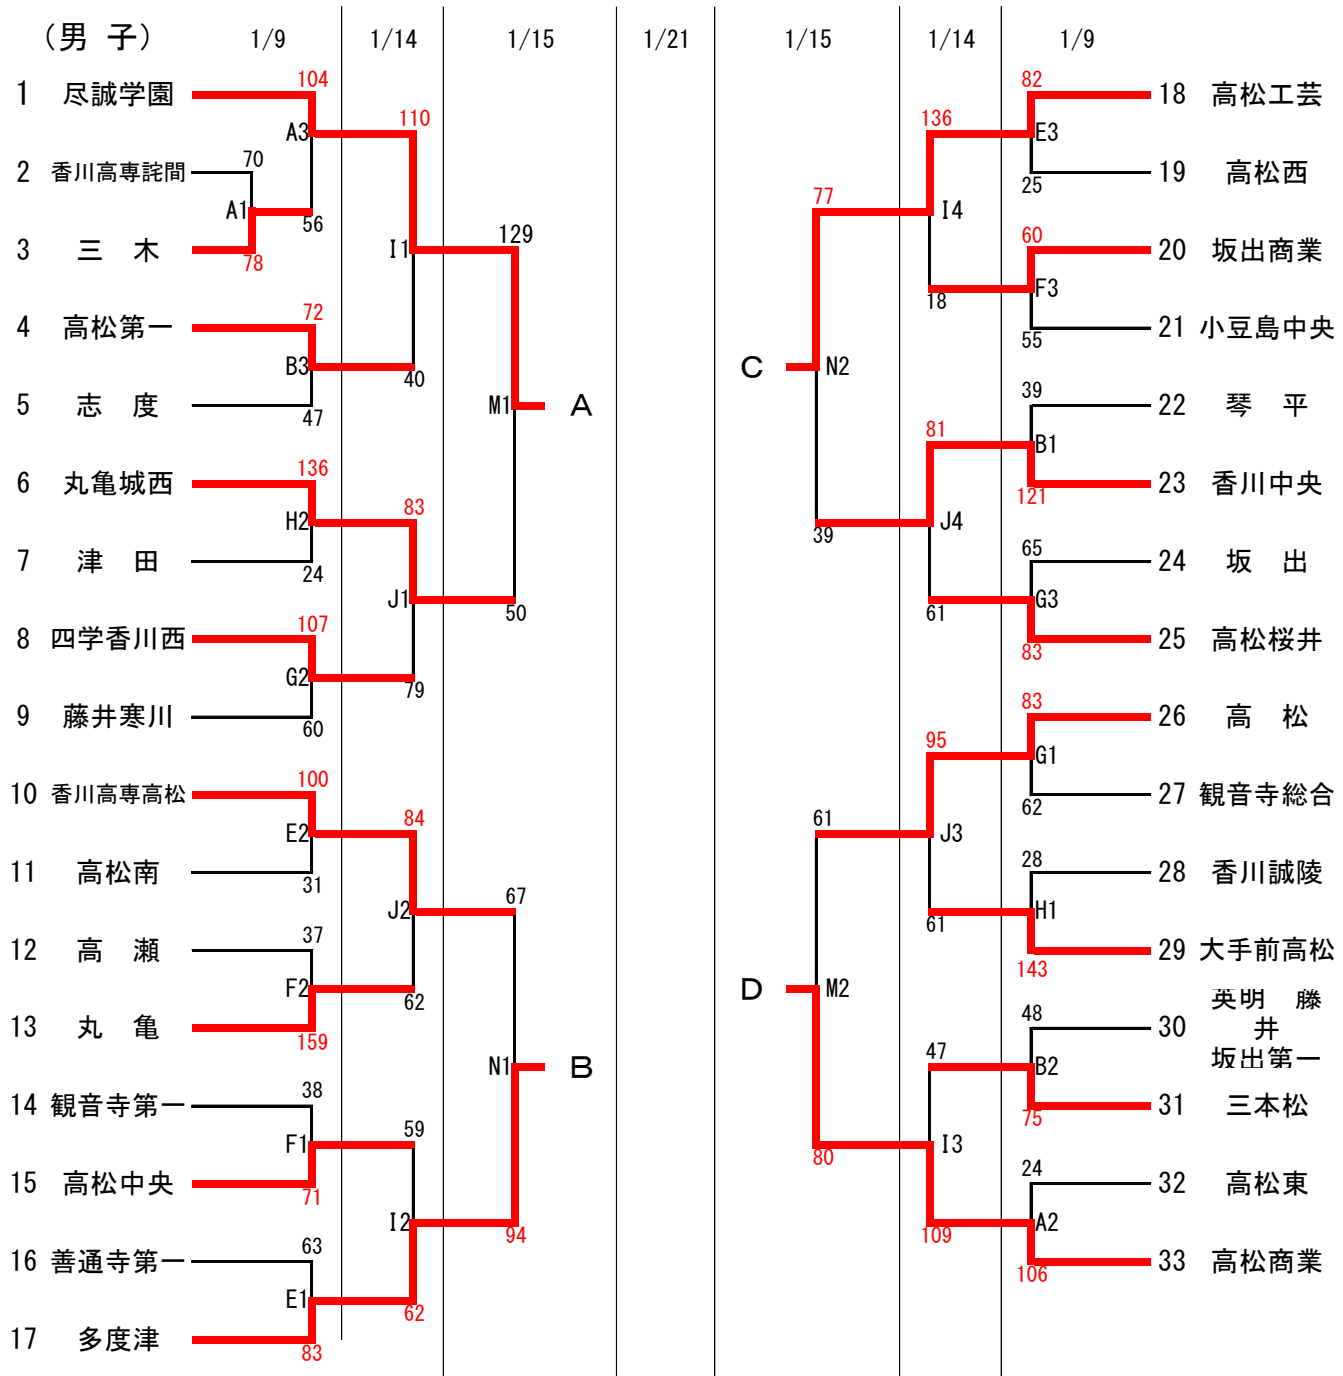 （男 子）
1/9
1/14
1/15
1/21
1/15
1/14
1/9
1 尽誠学園
104
A3
2 香川高専詫間
70
A1
56
3 三 木
78
110
I1
4 高松第一
72
B3
40
5 志 度
47
129
M1
A
6 丸亀城西
136
H2
7 津 田
24
83
J1
50
8 四学香川西
107
G2
79
9 藤井寒川
60
10 香川高専高松
100
E2
11 高松南
31
84
J2
67
12 高 瀬
37
F2
62
13 丸 亀
159
N1
B
14 観音寺第一
38
F1
59
15 高松中央
71
I2
94
16 善通寺第一
63
E1
62
17 多度津
83
82
18 高松工芸
136
E3
19 高松西
25
77
I4
60
20 坂出商業
18
F3
21 小豆島中央
55
C
N2
39
22 琴 平
81
B1
23 香川中央
121
39
J4
65
24 坂 出
61
G3
25 高松桜井
83
83
26 高 松
95
G1
27 観音寺総合
62
61
J3
28
28 香川誠陵
61
H1
29 大手前高松
143
D
M2
48
30 英明 藤
井
坂出第一
47
B2
31 三本松
75
80
I3
24
32 高松東
109
A2
33 高松商業
106